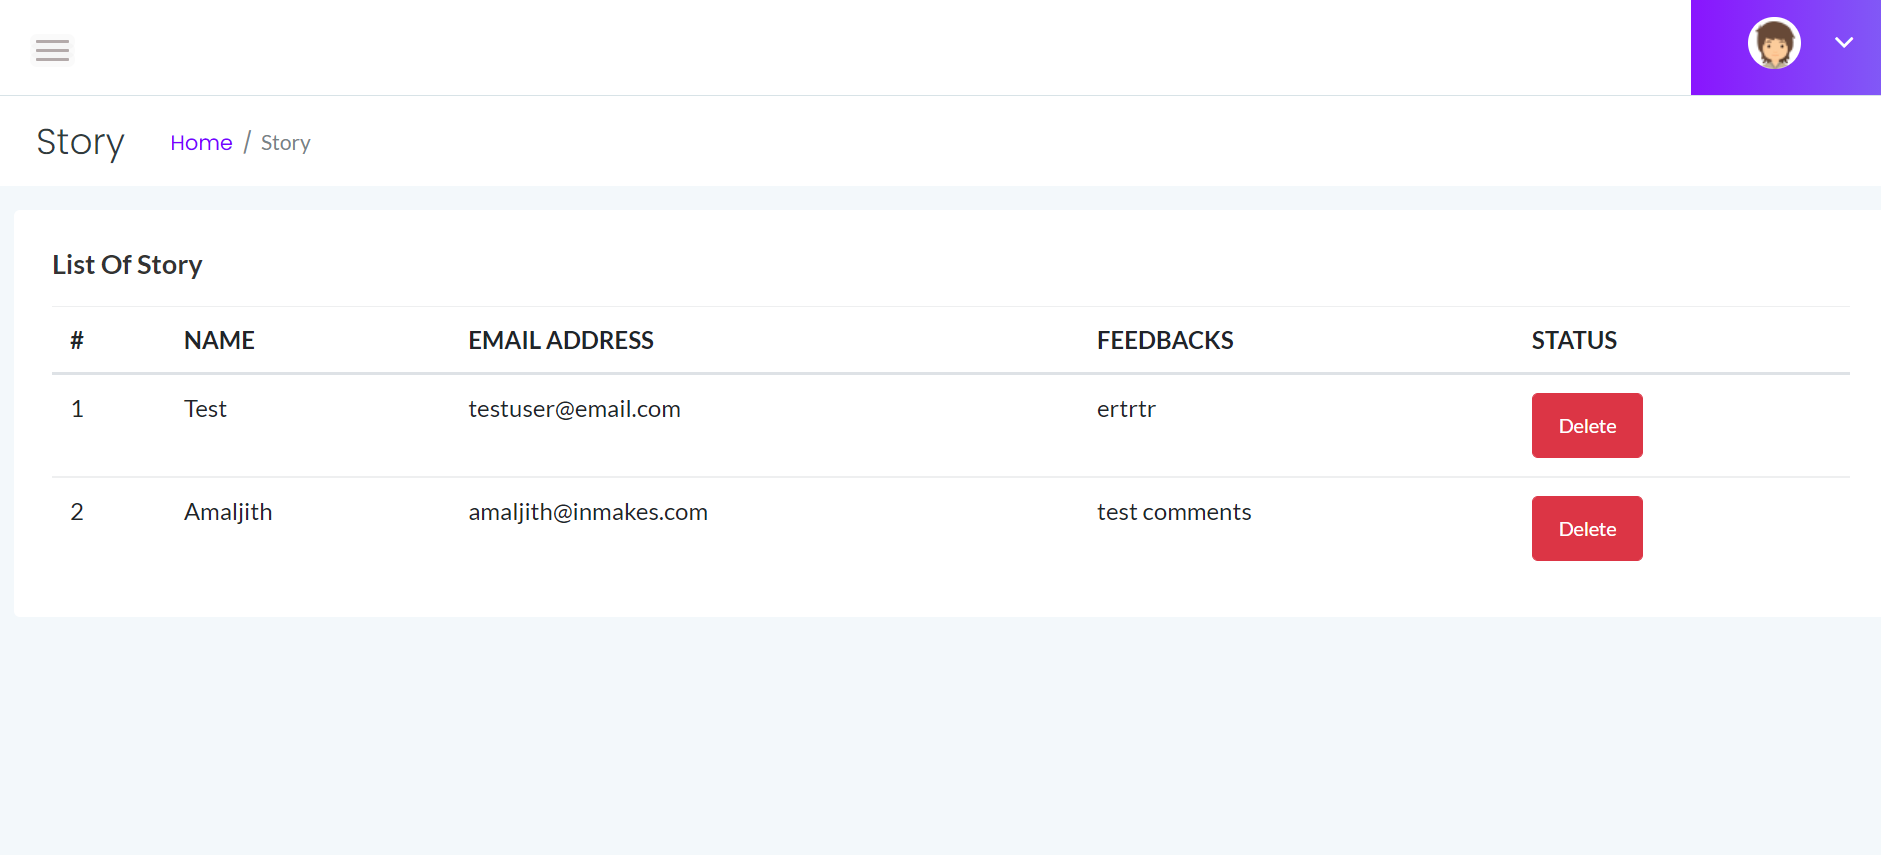 Story Home / Story
List Of Story
# NAME EMAIL ADDRESS FEEDBACKS STATUS
1 Test testuser@email.com ertrtr Delete
2 Amaljith amaljith@inmakes.com test comments Delete